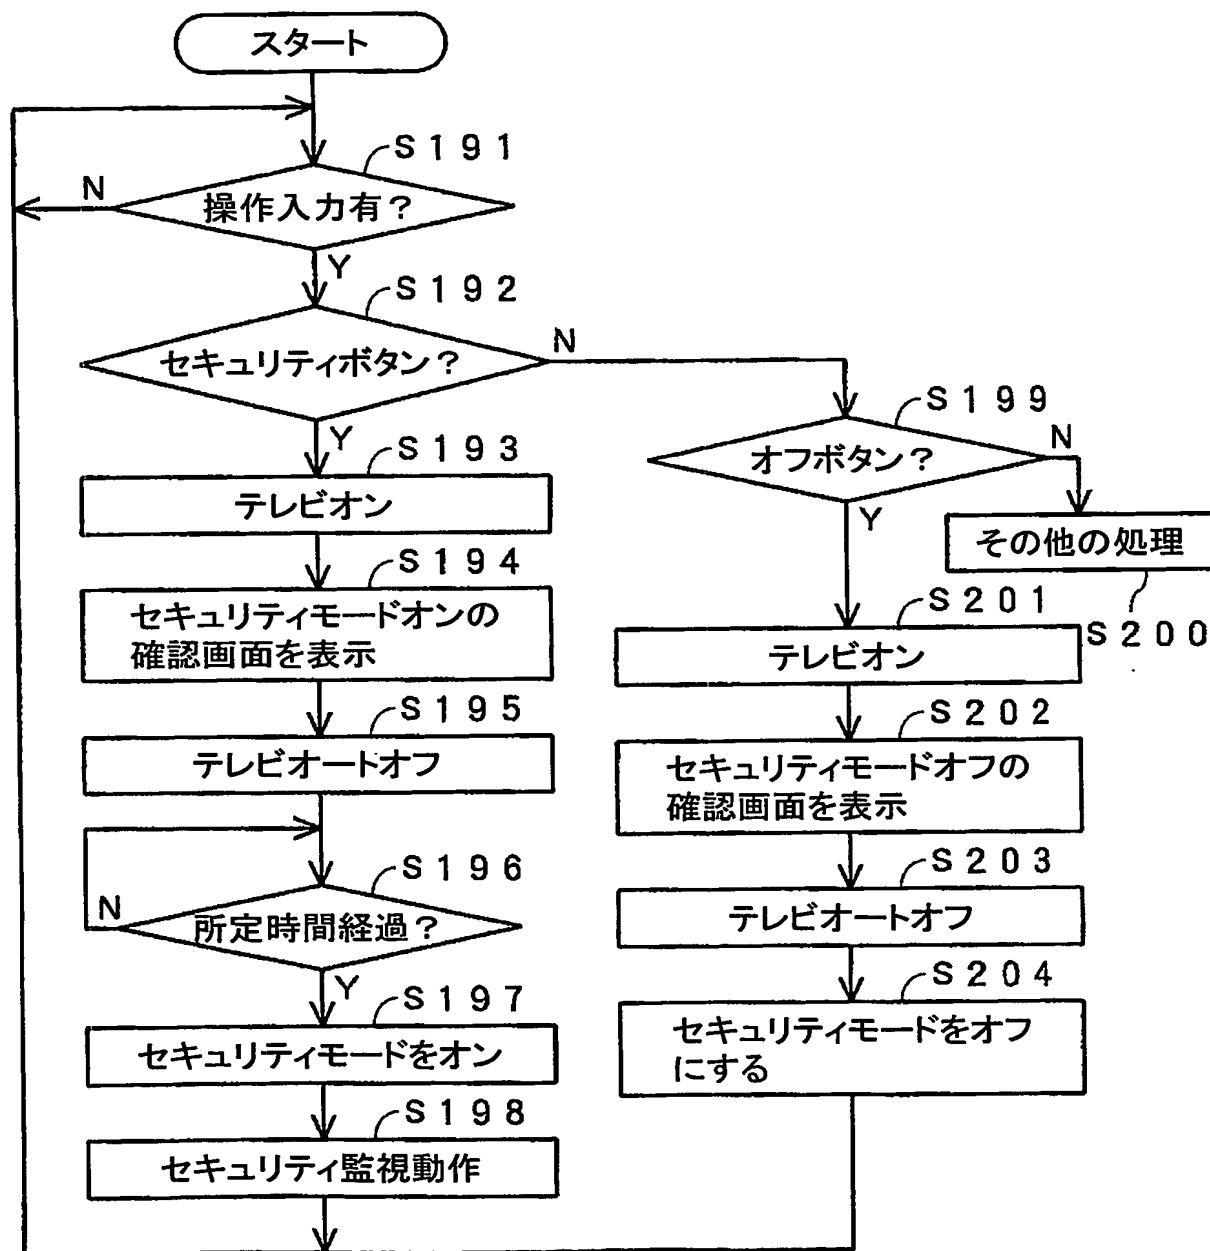 スタート
S191
N
操作入力有？
Y
S192
セキュリティボタン？
N
Y
S193
テレビオン
S194
セキュリティモードオンの
確認画面を表示
S195
テレビオートオフ
S196
N
所定時間経過？
Y
S197
セキュリティモードをオン
S198
セキュリティ監視動作
S199
オフボタン？
N
Y
その他の処理
S200
S201
テレビオン
S202
セキュリティモードオフの
確認画面を表示
S203
テレビオートオフ
S204
セキュリティモードをオフ
にする